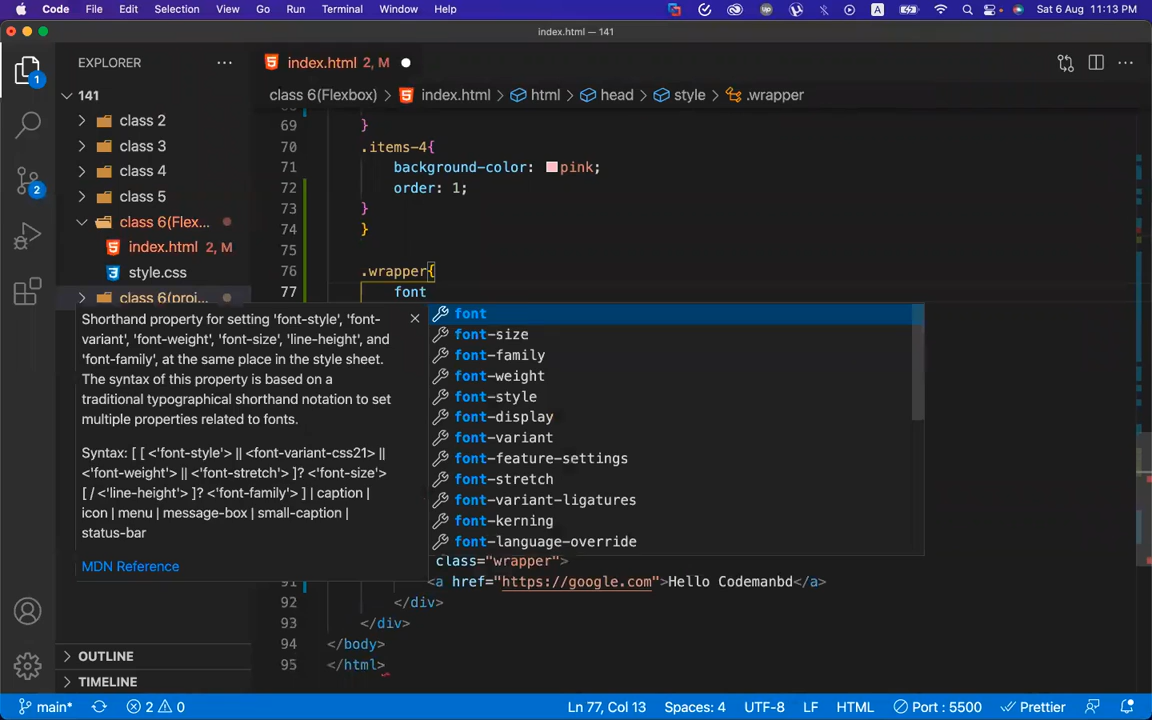 Code File Edit Selection View Go Run Terminal Window Help A Sat 6 Aug 11:13 PM
index.html — 141
EXPLORER ···
index.html 2, M
1
141
class 6(Flexbox) > index.html > html > head > style > .wrapper
class 2
class 3
class 4
class 5
2
class 6(Flex...
index.html 2, M
style.css
class 6(proj...
69 }
70 .items-4{
71 background-color: pink;
72 order: 1;
73 }
74 }
75
76 .wrapper{
77 font
Shorthand property for setting 'font-style', 'font-
variant', 'font-weight', 'font-size', 'line-height', and
'font-family', at the same place in the style sheet.
The syntax of this property is based on a
traditional typographical shorthand notation to set
multiple properties related to fonts.
Syntax: [ [ <'font-style'> || <font-variant-css21> ||
<'font-weight'> || <'font-stretch'> ]? <'font-size'>
[ / <'line-height'> ]? <'font-family'> ] | caption |
icon | menu | message-box | small-caption |
status-bar
MDN Reference
font
font-size
font-family
font-weight
font-style
font-display
font-variant
font-feature-settings
font-stretch
font-variant-ligatures
font-kerning
font-language-override
class="wrapper">
91 <a href="https://google.com">Hello Codemanbd</a>
92 </div>
93 </div>
94 </body>
95 </html>
OUTLINE
TIMELINE
main* 2 0 Ln 77, Col 13 Spaces: 4 UTF-8 LF HTML Port : 5500 Prettier